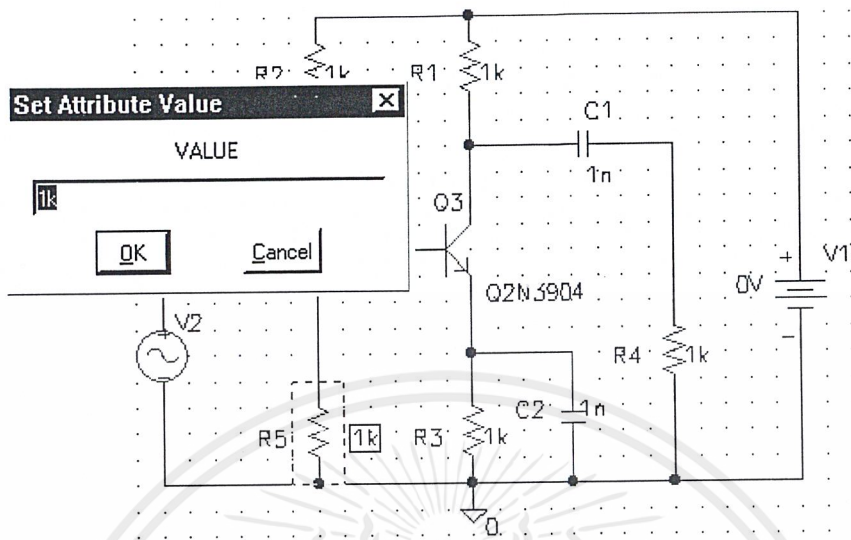 R2 1k
R1 1k
Set Attribute Value
VALUE
1k
OK
Cancel
C1
1n
Q3
Q2N3904
V2
+
V1
0V
R4 1k
R5 1k
R3 1k
C2 1n
0